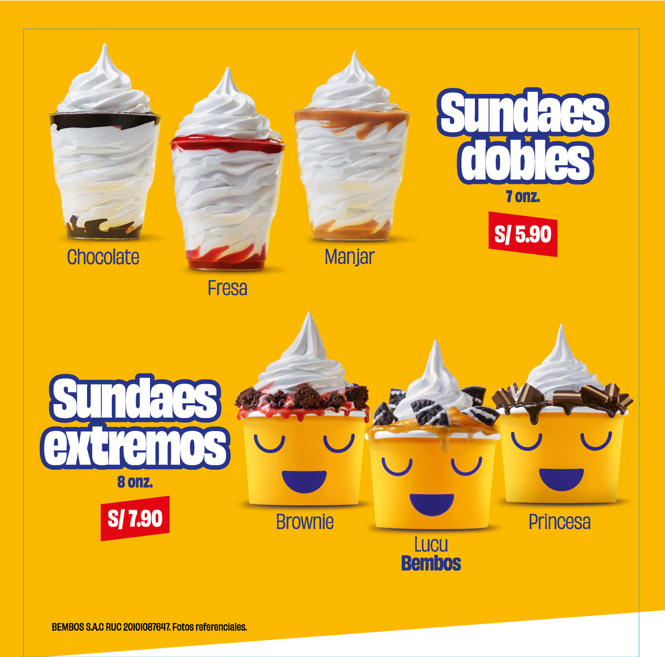 Sundaes
dobles
7 onz.
S/ 5.90
Chocolate
Fresa
Manjar
Sundaes
extremos
8 onz.
S/ 7.90
Brownie
Lucu
Bembos
Princesa
BEMBOS S.A.C RUC 20101087647. Fotos referenciales.